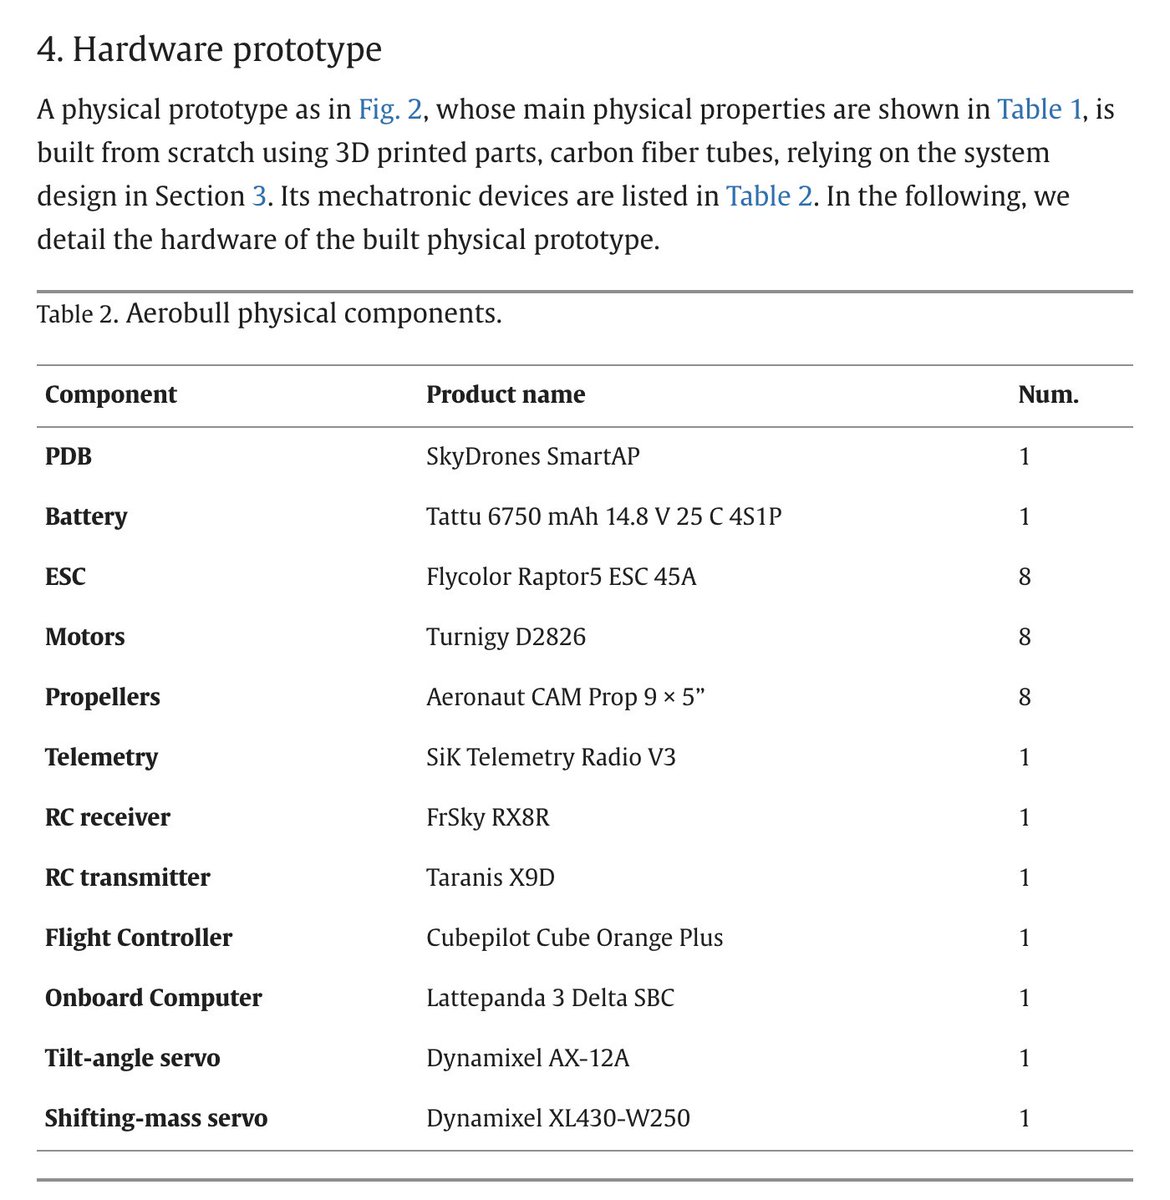 4. Hardware prototype
A physical prototype as in Fig. 2, whose main physical properties are shown in Table 1, is
built from scratch using 3D printed parts, carbon fiber tubes, relying on the system
design in Section 3. Its mechatronic devices are listed in Table 2. In the following, we
detail the hardware of the built physical prototype.
Table 2. Aerobull physical components.
Component Product name Num.
PDB SkyDrones SmartAP 1
Battery Tattu 6750 mAh 14.8 V 25 C 4S1P 1
ESC Flycolor Raptor5 ESC 45A 8
Motors Turnigy D2826 8
Propellers Aeronaut CAM Prop 9 × 5” 8
Telemetry SiK Telemetry Radio V3 1
RC receiver FrSky RX8R 1
RC transmitter Taranis X9D 1
Flight Controller Cubepilot Cube Orange Plus 1
Onboard Computer Lattepanda 3 Delta SBC 1
Tilt-angle servo Dynamixel AX-12A 1
Shifting-mass servo Dynamixel XL430-W250 1